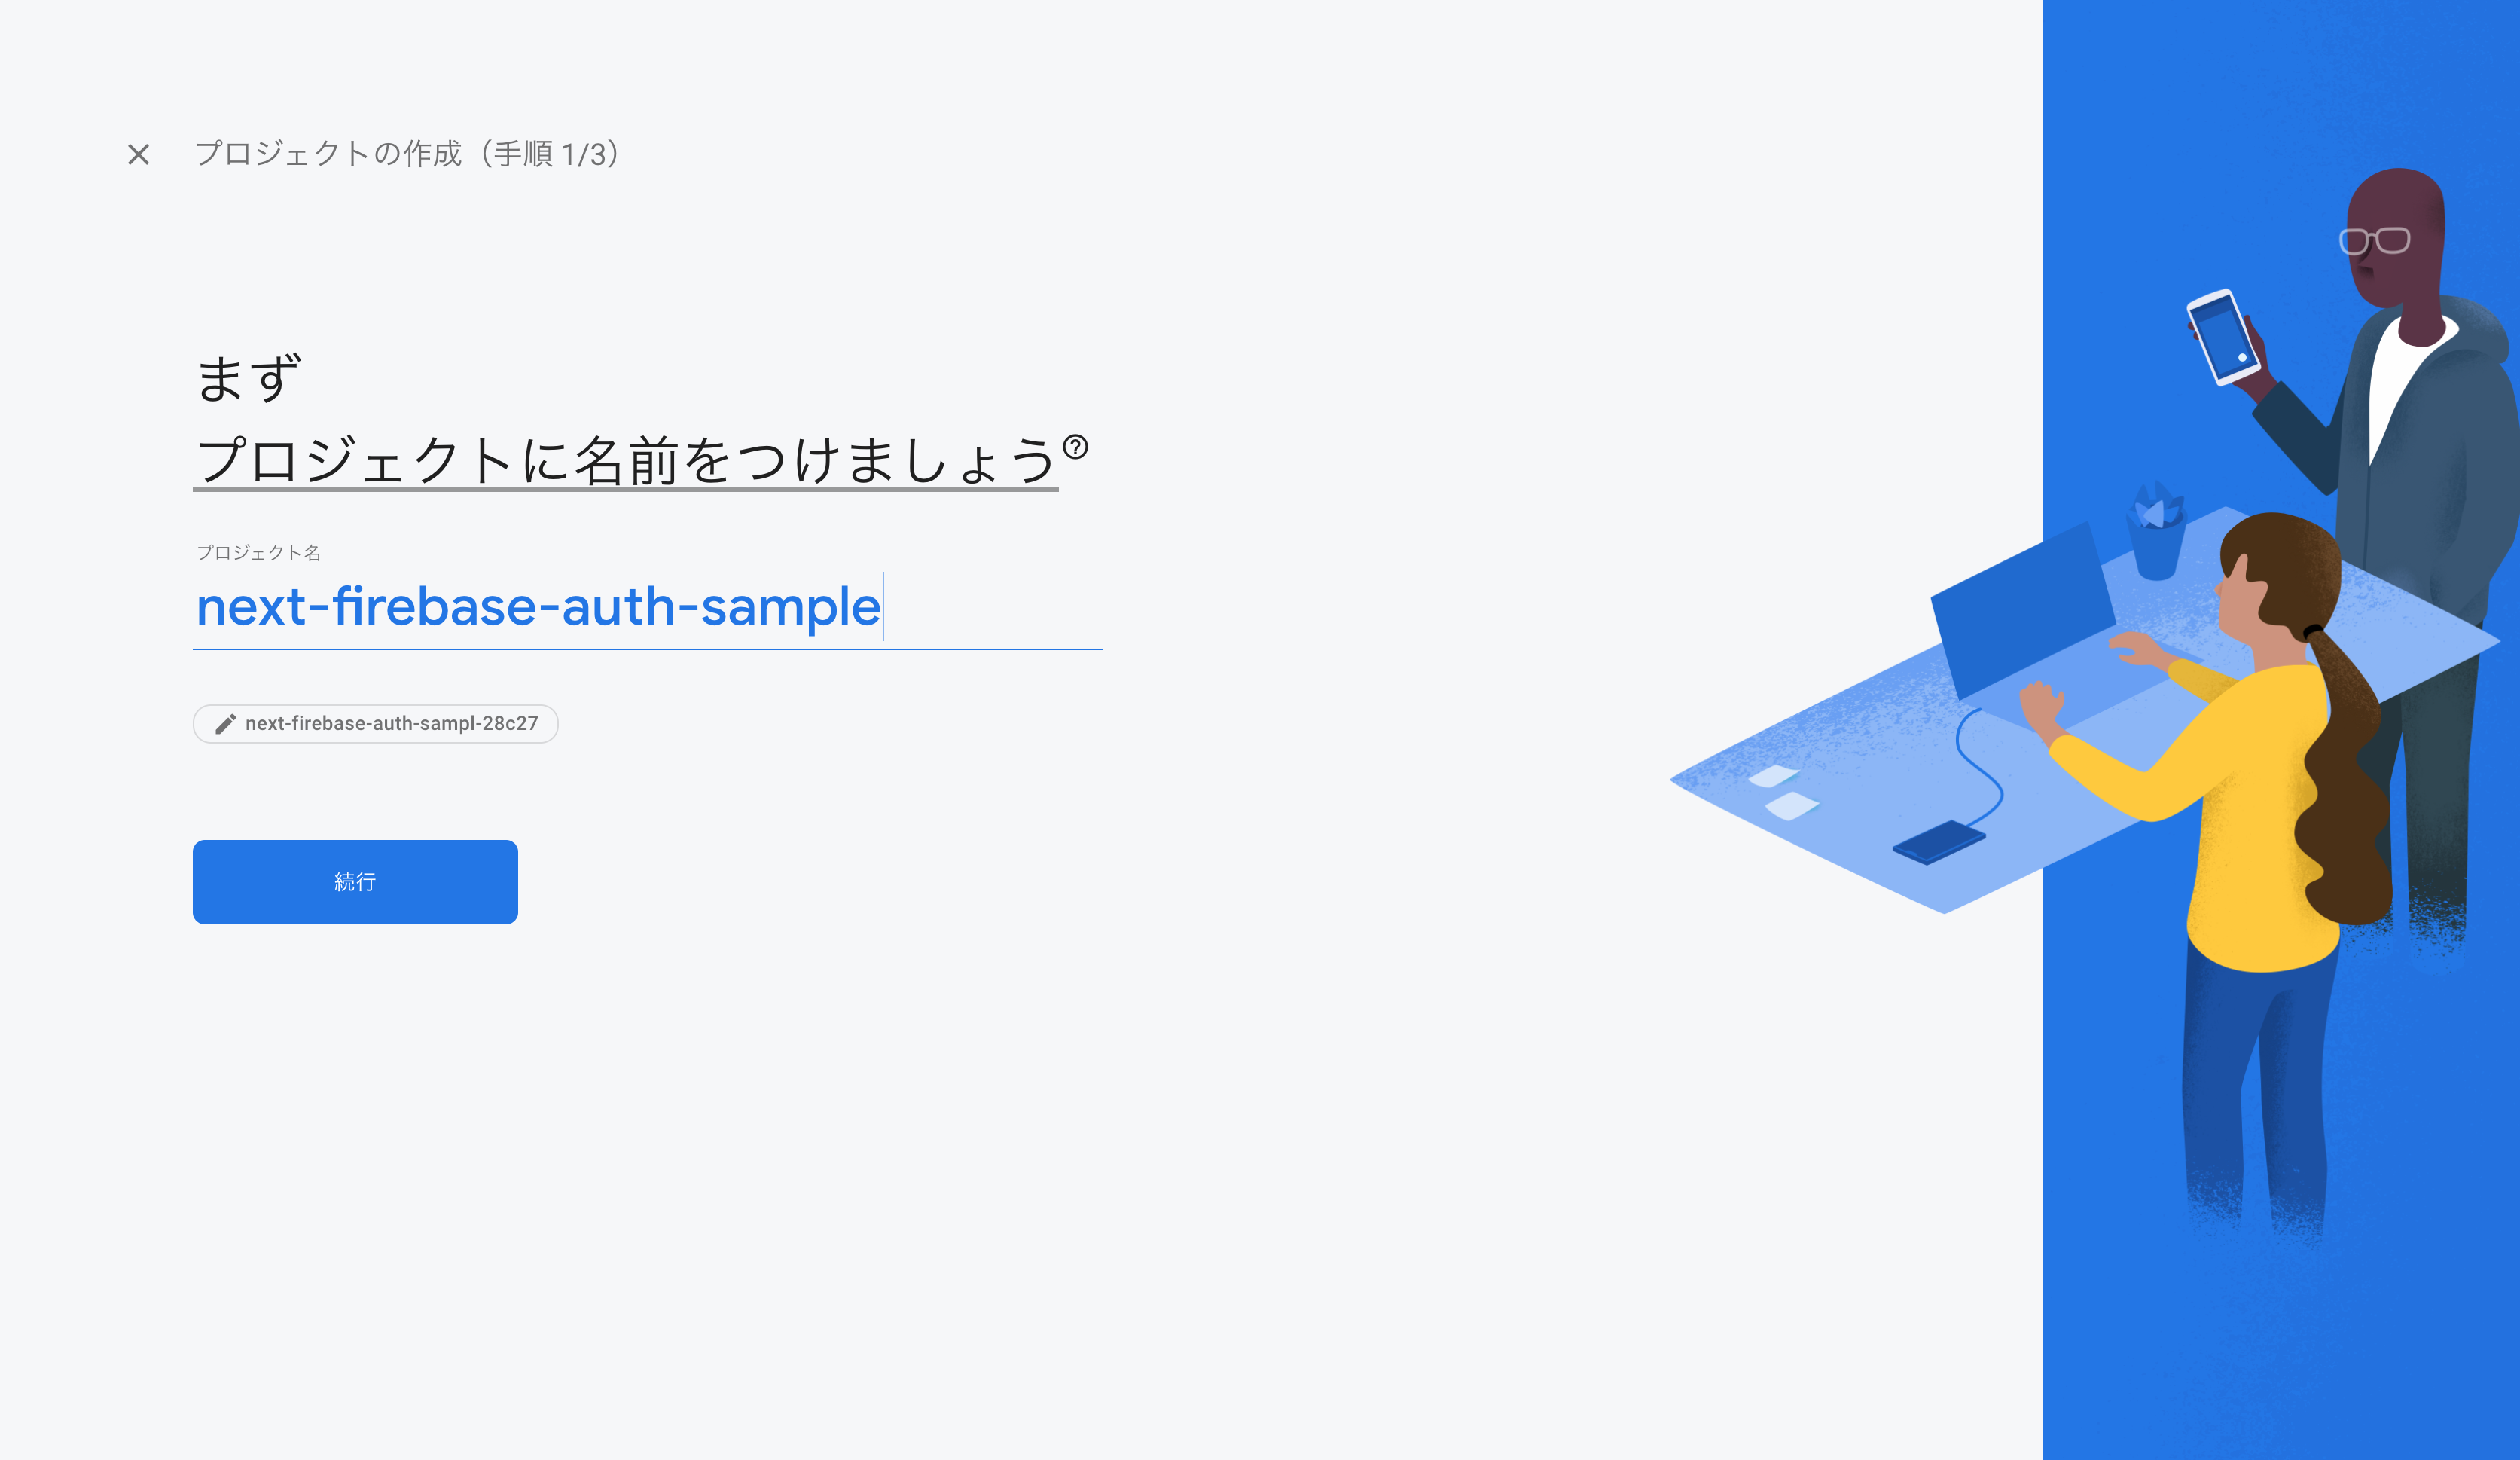 プロジェクトの作成（手順 1/3）
まず
プロジェクトに名前をつけましょう
プロジェクト名
next-firebase-auth-sample
next-firebase-auth-sampl-28c27
続行